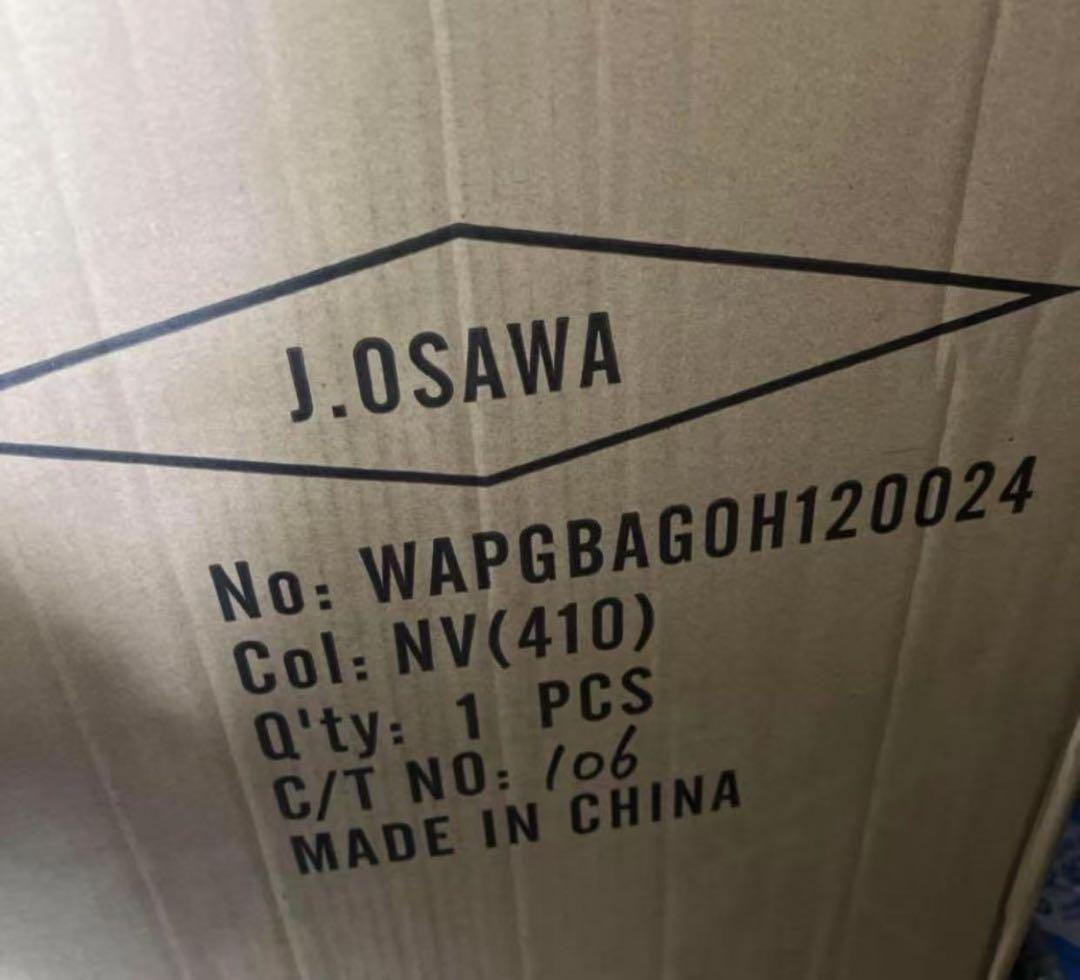 J.OSAWA
No: WAPGBAGOH120024
Col: NV(410)
Q'ty: 1 PCS
C/T NO: 106
MADE IN CHINA